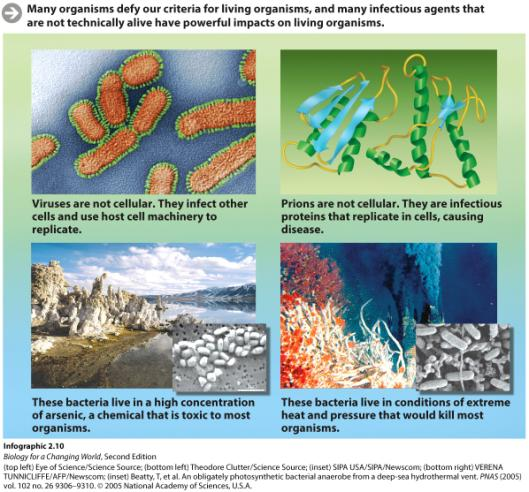 Many organisms defy our criteria for living organisms, and many infectious agents that
are not technically alive have powerful impacts on living organisms.
Viruses are not cellular. They infect other
cells and use host cell machinery to
replicate.
Prions are not cellular. They are infectious
proteins that replicate in cells, causing
disease.
These bacteria live in a high concentration
of arsenic, a chemical that is toxic to most
organisms.
These bacteria live in conditions of extreme
heat and pressure that would kill most
organisms.
Infographic 2.10
Biology for a Changing World, Second Edition
(top left) Eye of Science/Science Source; (bottom left) Theodore Clutter/Science Source; (inset) SIPA USA/SIPA/Newscom; (bottom right) VERENA
TUNNICLIFFE/AFP/Newscom; (inset) Beatty, T, et al. An obligately photosynthetic bacterial anaerobe from a deep-sea hydrothermal vent. PNAS (2005)
vol. 102 no. 26 9306–9310. © 2005 National Academy of Sciences, U.S.A.